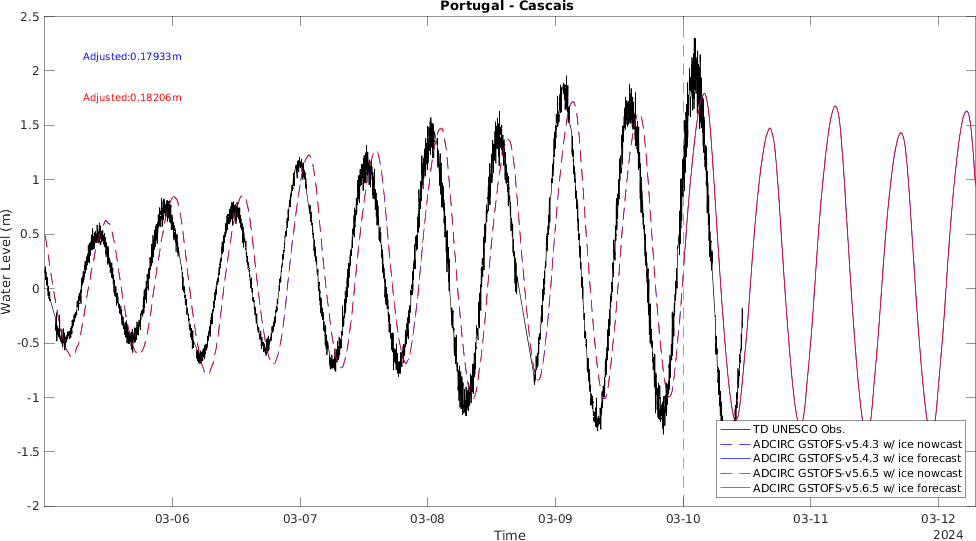 Portugal - Cascais
2.5
Adjusted:0.17933m
2
Adjusted:0.18206m
1.5
1
0.5
0
-0.5
-1
-1.5
-2
Water Level (m)
TD UNESCO Obs.
ADCIRC GSTOFS-v5.4.3 w/ ice nowcast
ADCIRC GSTOFS-v5.4.3 w/ ice forecast
ADCIRC GSTOFS-v5.6.5 w/ ice nowcast
ADCIRC GSTOFS-v5.6.5 w/ ice forecast
03-06 03-07 03-08 03-09 03-10 03-11 03-12
Time
2024